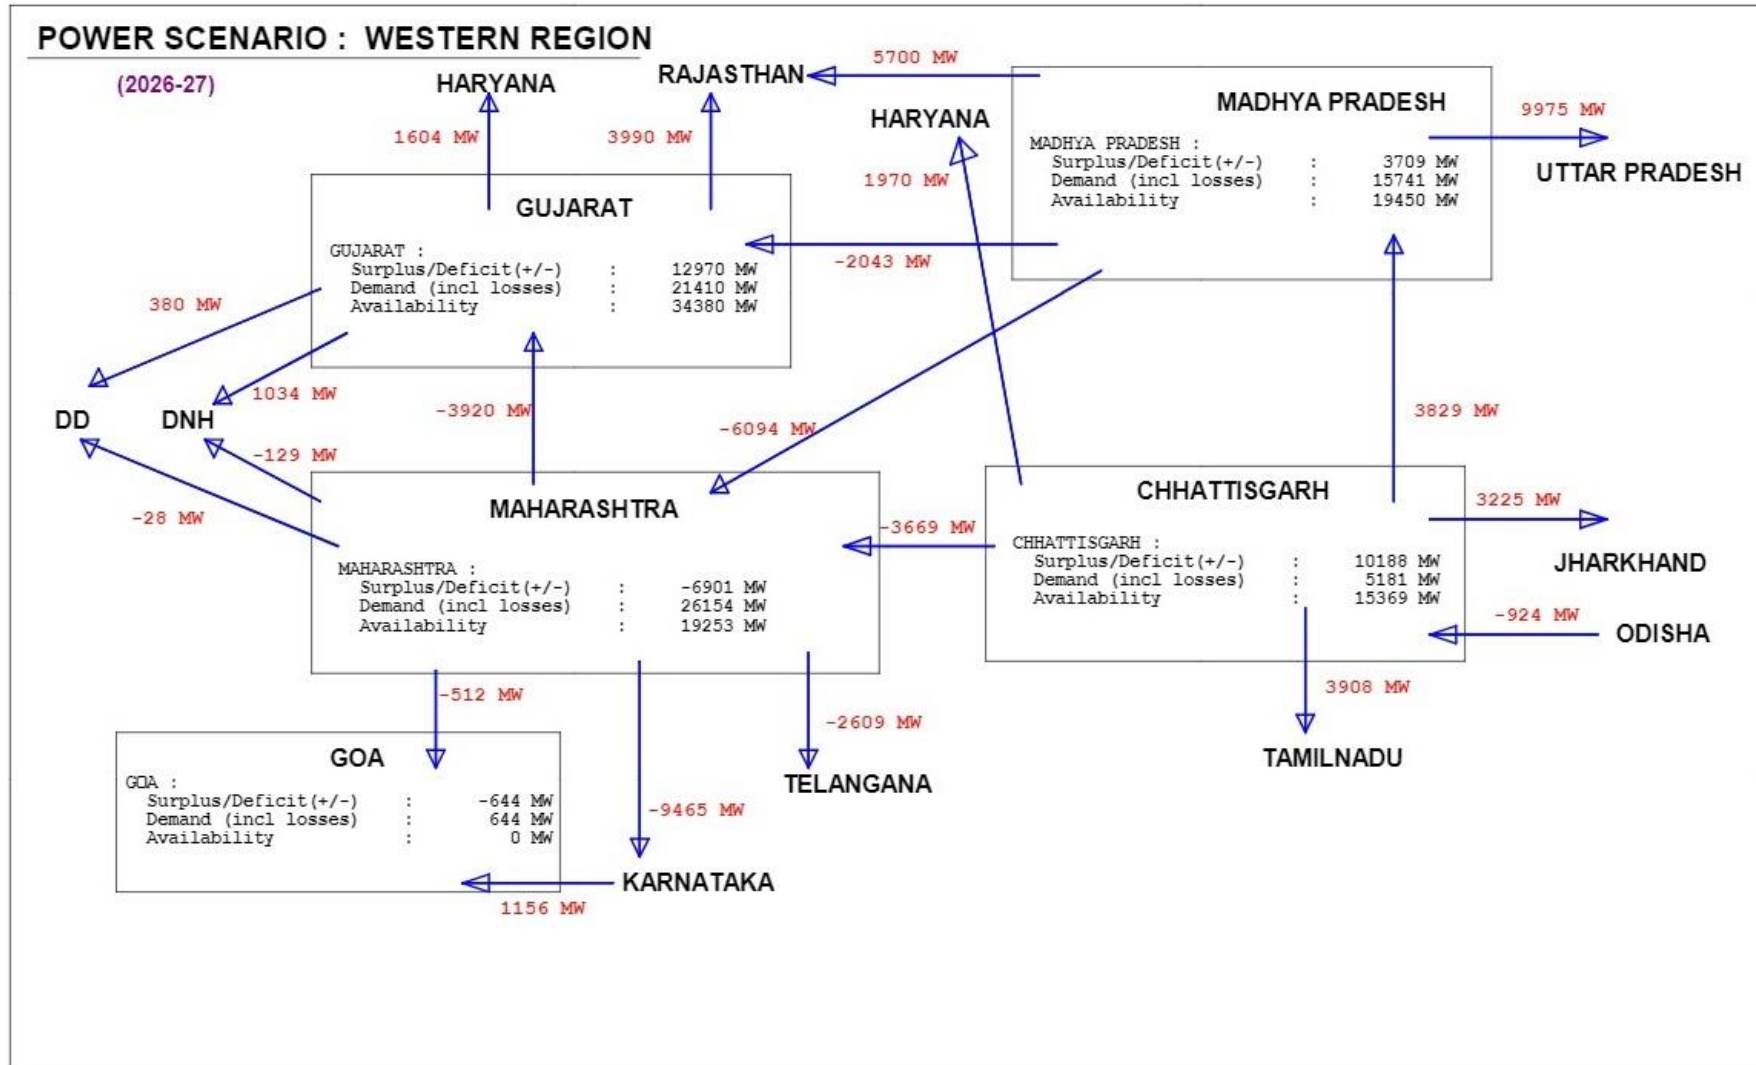 POWER SCENARIO : WESTERN REGION
(2026-27)
HARYANA
RAJASTHAN
5700 MW
HARYANA
1604 MW
3990 MW
1970 MW
MADHYA PRADESH
MADHYA PRADESH :
Surplus/Deficit(+/-) : 3709 MW
Demand (incl losses) : 15741 MW
Availability : 19450 MW
9975 MW
UTTAR PRADESH
GUJARAT
GUJARAT :
Surplus/Deficit(+/-) : 12970 MW
Demand (incl losses) : 21410 MW
Availability : 34380 MW
-2043 MW
380 MW
1034 MW
DD
DNH
-3920 MW
-6094 MW
3829 MW
-129 MW
-28 MW
MAHARASHTRA
MAHARASHTRA :
Surplus/Deficit(+/-) : -6901 MW
Demand (incl losses) : 26154 MW
Availability : 19253 MW
-3669 MW
CHHATTISGARH
CHHATTISGARH :
Surplus/Deficit(+/-) : 10188 MW
Demand (incl losses) : 5181 MW
Availability : 15369 MW
3225 MW
JHARKHAND
-924 MW
ODISHA
3908 MW
TAMILNADU
-512 MW
-2609 MW
TELANGANA
GOA
GOA :
Surplus/Deficit(+/-) : -644 MW
Demand (incl losses) : 644 MW
Availability : 0 MW
-9465 MW
KARNATAKA
1156 MW